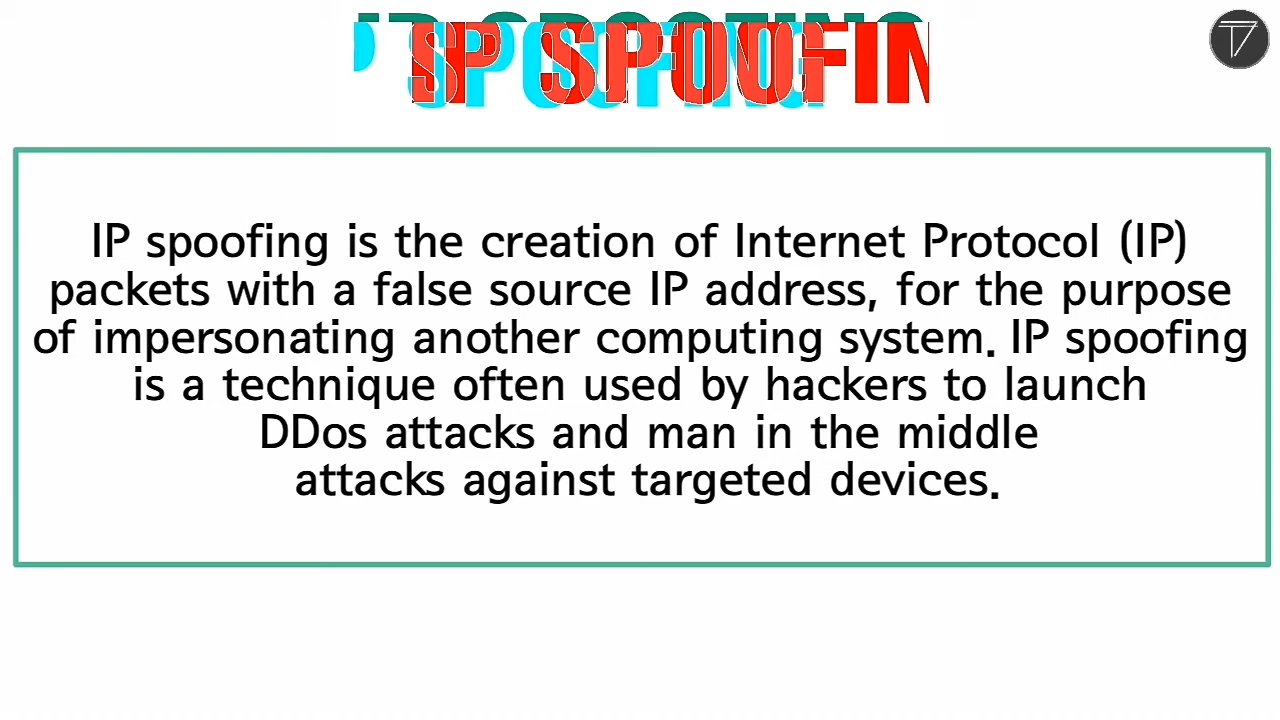 IP SPOOFING
IP spoofing is the creation of Internet Protocol (IP)
packets with a false source IP address, for the purpose
of impersonating another computing system. IP spoofing
is a technique often used by hackers to launch
DDos attacks and man in the middle
attacks against targeted devices.